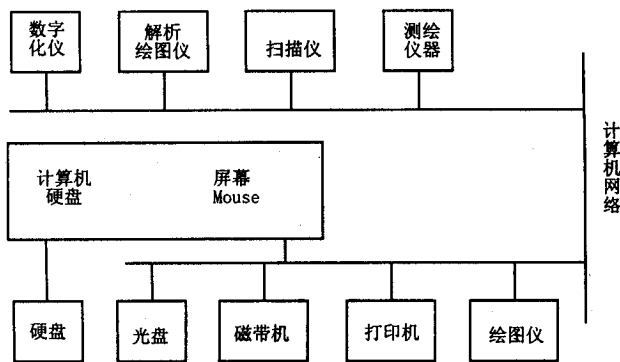 数字
化仪
解析
绘图仪
扫描仪
测绘
仪器
计算机网络
计算机
硬盘
屏幕
Mouse
硬盘
光盘
磁带机
打印机
绘图仪